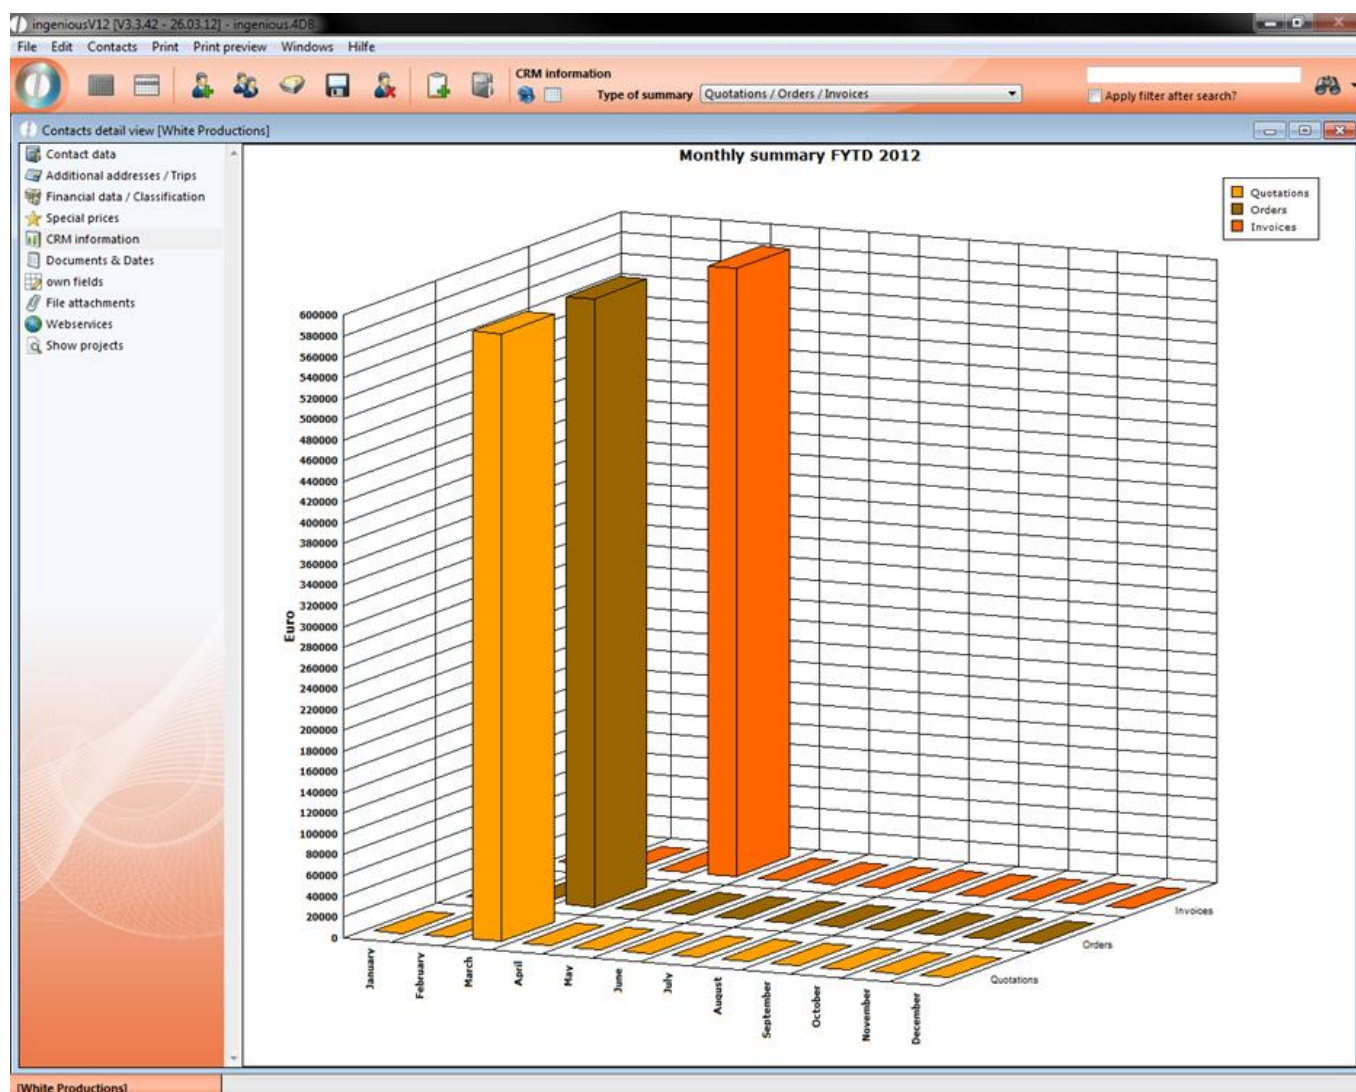 ingeniousV12 [V3.3.42 - 26.03.12] - ingenious.4DB
File Edit Contacts Print Print preview Windows Hilfe
CRM information
Type of summary Quotations / Orders / Invoices
Apply filter after search?
Contacts detail view [White Productions]
Contact data
Additional addresses / Trips
Financial data / Classification
Special prices
CRM information
Documents & Dates
own fields
File attachments
Webservices
Show projects
Monthly summary FYTD 2012
Quotations
Orders
Invoices
600000
580000
560000
540000
520000
500000
480000
460000
440000
420000
400000
380000
360000
340000
320000
300000
280000
260000
240000
220000
200000
180000
160000
140000
120000
100000
80000
60000
40000
20000
0
Euro
January
February
March
April
May
June
July
August
September
October
November
December
Invoices
Orders
Quotations
[White Productions]